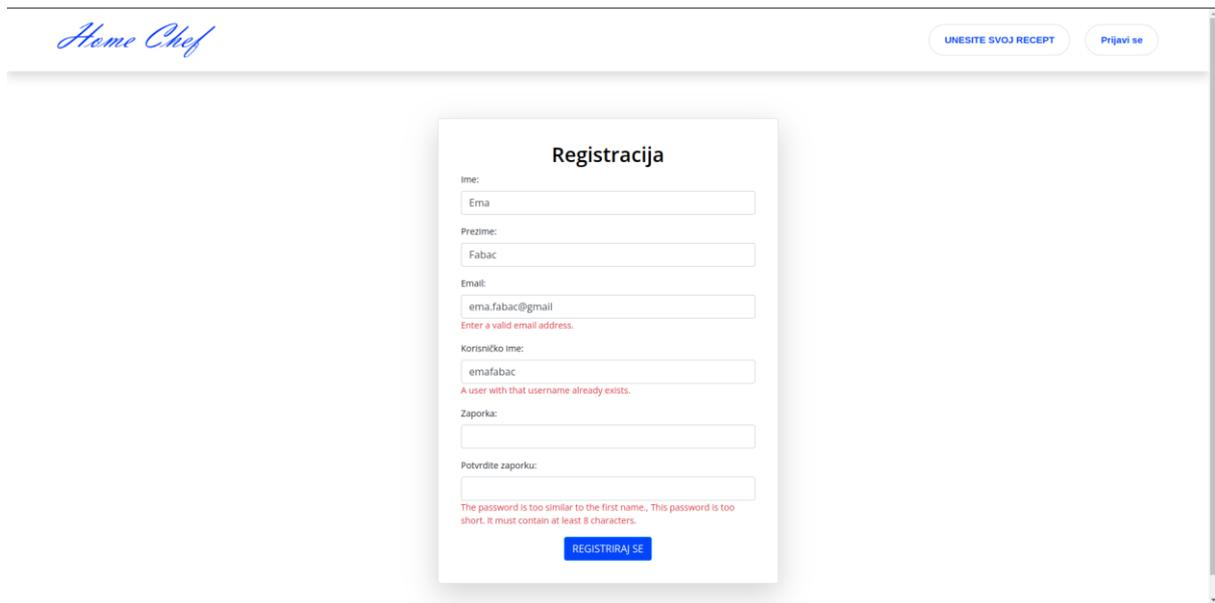 Home Chef
UNESITE SVOJ RECEPT
Prijavi se
Registracija
Ime:
Ema
Prezime:
Fabac
Email:
ema.fabac@gmail
Enter a valid email address.
Korisničko ime:
emafabac
A user with that username already exists.
Zaporka:
Potvrdite zaporku:
The password is too similar to the first name., This password is too
short. It must contain at least 8 characters.
REGISTRIRAJ SE